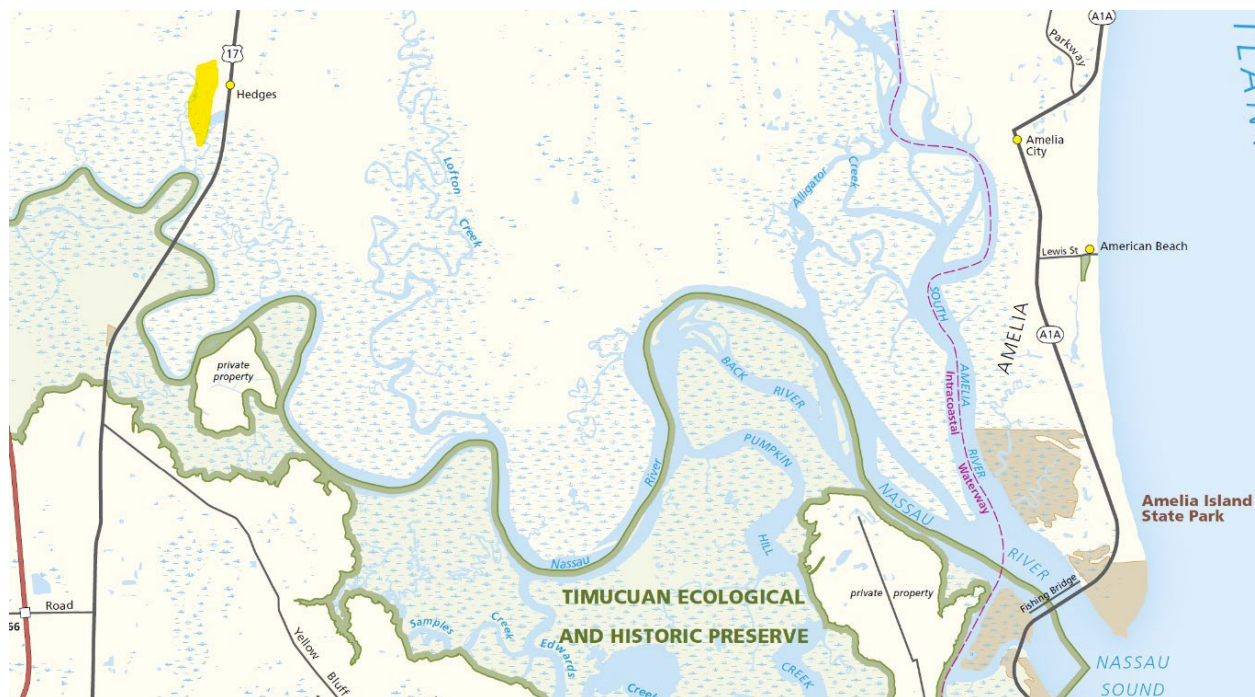 A1A
ATLAN
Parkway
17
Hedges
Amelia
City
Lofton
Creek
Alligator
Creek
Lewis St
American Beach
SOUTH
AMELIA
RIVER
AMELIA
A1A
Intracoastal
Waterway
private
property
BACK
RIVER
PUMPKIN
HILL
CREEK
River
Nassau
NASSAU
RIVER
Amelia Island
State Park
Fishing Bridge
TIMUCUAN ECOLOGICAL
AND HISTORIC PRESERVE
private property
Road
Yellow
Bluff
Samples
Creek
Edwards
Creek
NASSAU
SOUND